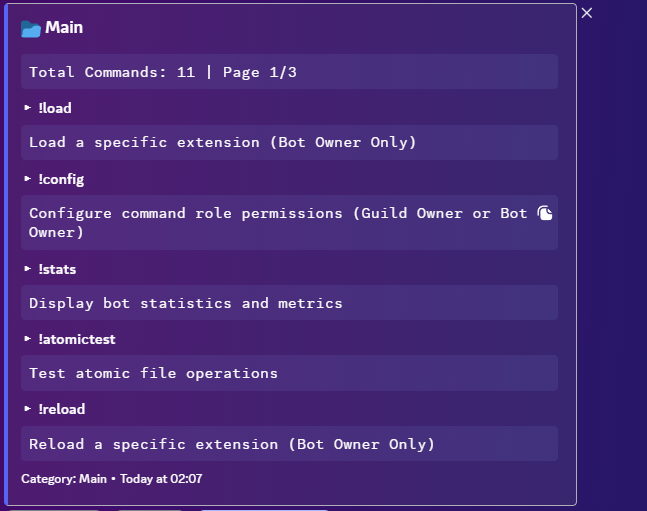 Main
Total Commands: 11 | Page 1/3
▸ !load
Load a specific extension (Bot Owner Only)
▸ !config
Configure command role permissions (Guild Owner or Bot
Owner)
▸ !stats
Display bot statistics and metrics
▸ !atomictest
Test atomic file operations
▸ !reload
Reload a specific extension (Bot Owner Only)
Category: Main • Today at 02:07